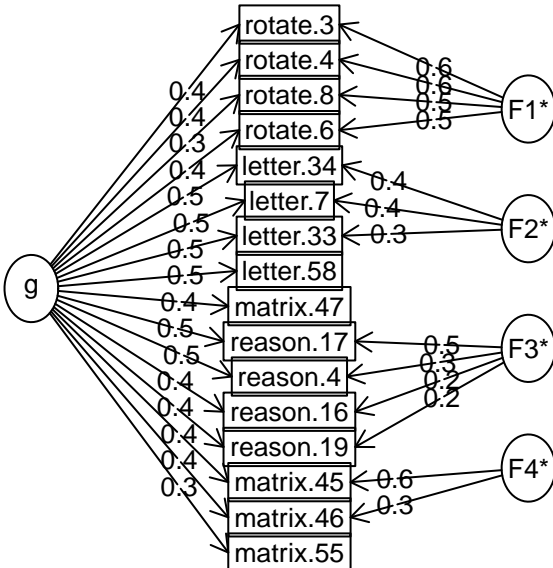 rotate.3
rotate.4
rotate.8
rotate.6
letter.34
letter.7
letter.33
letter.58
matrix.47
reason.17
reason.4
reason.16
reason.19
matrix.45
matrix.46
matrix.55
g
0.4
0.4
0.3
0.4
0.5
0.5
0.5
0.5
0.4
0.5
0.5
0.4
0.4
0.4
0.4
0.3
F1*
0.6
0.6
0.5
0.5
F2*
0.4
0.4
0.3
F3*
0.5
0.3
0.2
0.2
F4*
0.6
0.3